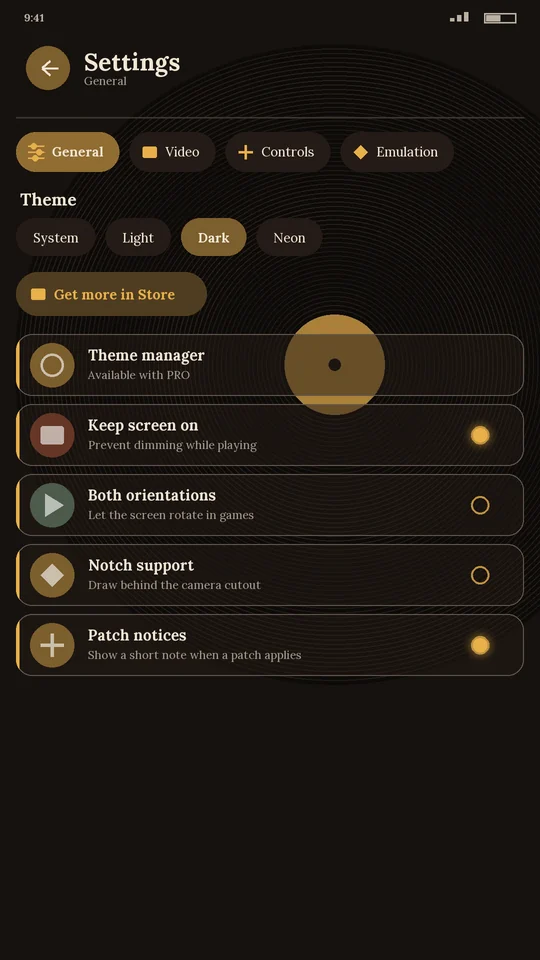 9:41
Settings
General
General
Video
Controls
Emulation
Theme
System
Light
Dark
Neon
Get more in Store
Theme manager
Available with PRO
Keep screen on
Prevent dimming while playing
Both orientations
Let the screen rotate in games
Notch support
Draw behind the camera cutout
Patch notices
Show a short note when a patch applies